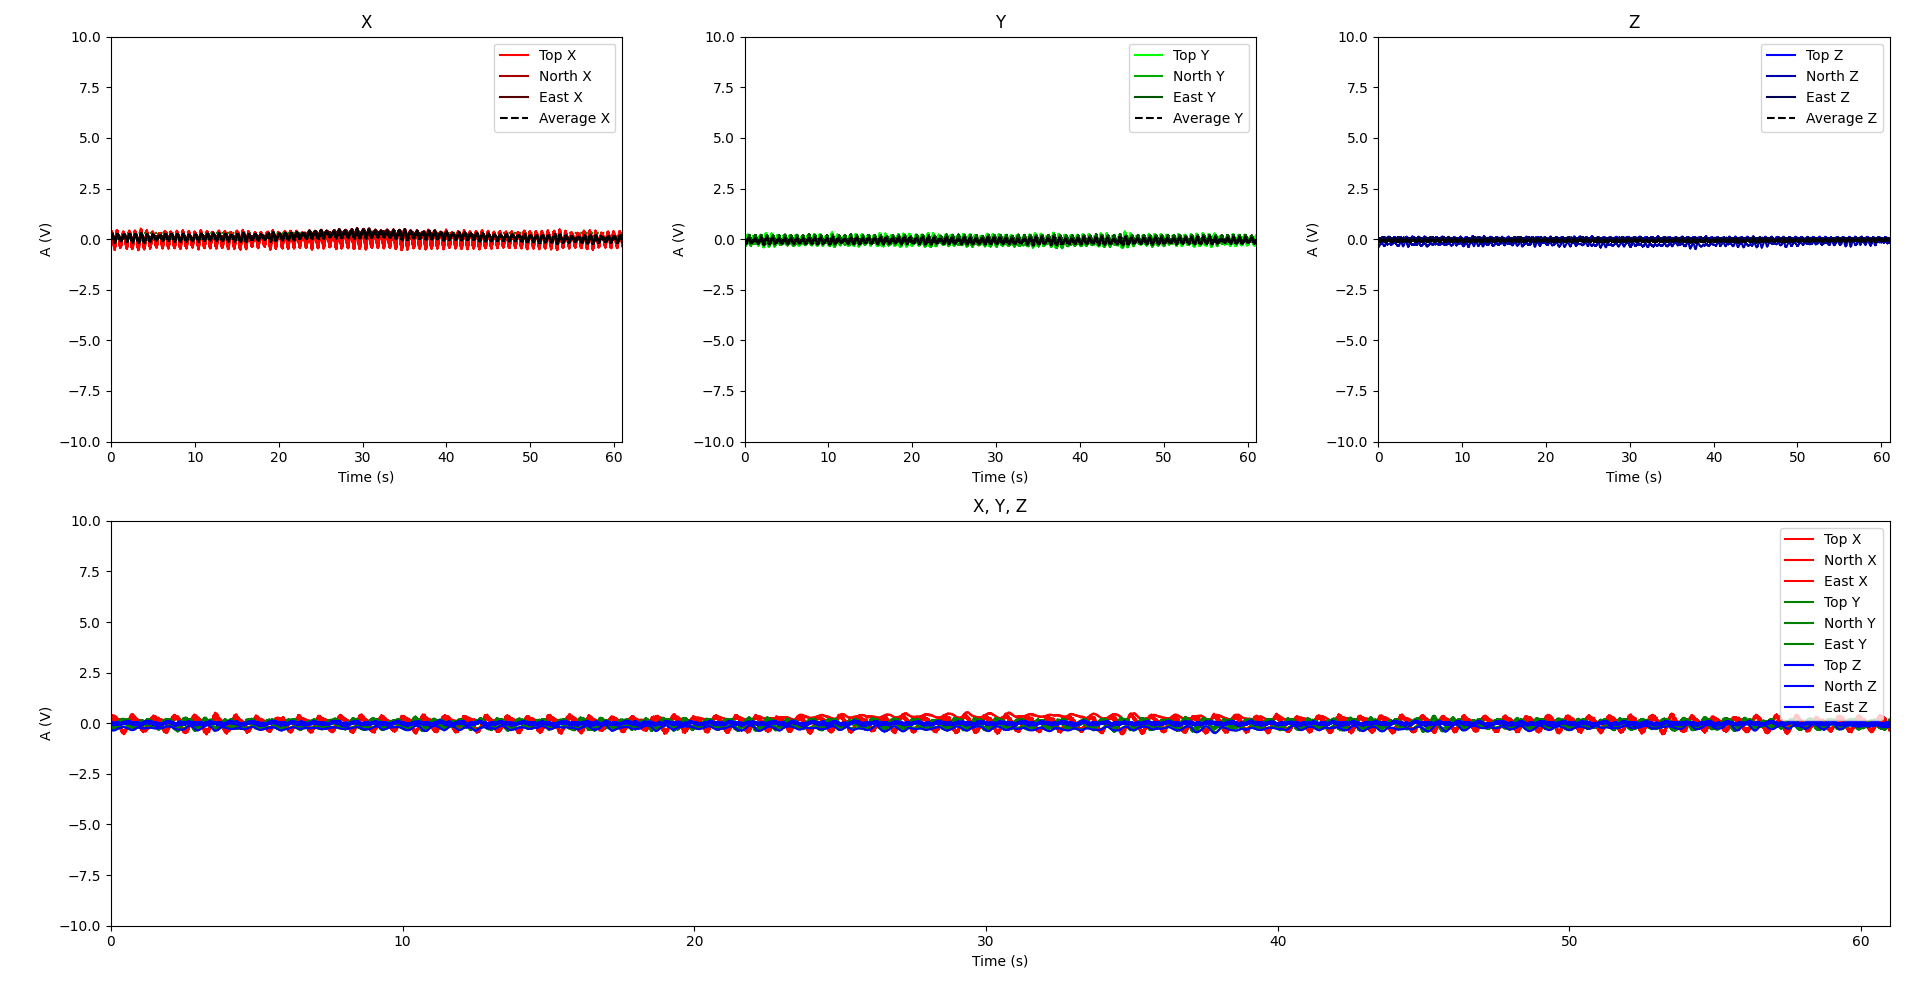 X
10.0
7.5
5.0
2.5
0.0
−2.5
−5.0
−7.5
−10.0
A (V)
0 10 20 30 40 50 60
Time (s)
Top X
North X
East X
Average X
Y
10.0
7.5
5.0
2.5
0.0
−2.5
−5.0
−7.5
−10.0
A (V)
0 10 20 30 40 50 60
Time (s)
Top Y
North Y
East Y
Average Y
Z
10.0
7.5
5.0
2.5
0.0
−2.5
−5.0
−7.5
−10.0
A (V)
0 10 20 30 40 50 60
Time (s)
Top Z
North Z
East Z
Average Z
X, Y, Z
10.0
7.5
5.0
2.5
0.0
−2.5
−5.0
−7.5
−10.0
A (V)
0 10 20 30 40 50 60
Time (s)
Top X
North X
East X
Top Y
North Y
East Y
Top Z
North Z
East Z